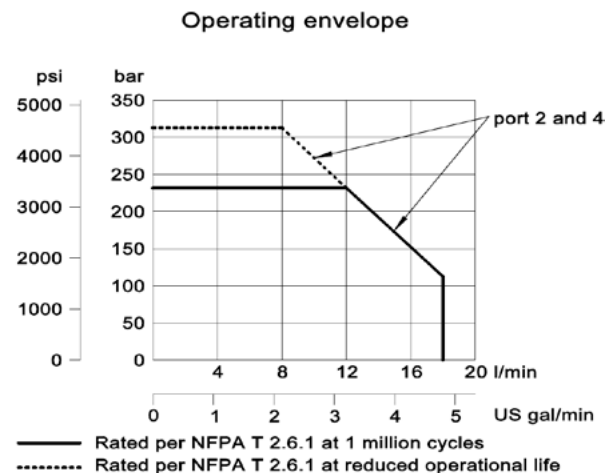 Operating envelope
psi bar
5000 350
300
4000
250
3000 200
150
2000
100
1000
50
0 0
port 2 and 4
4 8 12 16 20 l/min
0 1 2 3 4 5 US gal/min
Rated per NFPA T 2.6.1 at 1 million cycles
Rated per NFPA T 2.6.1 at reduced operational life